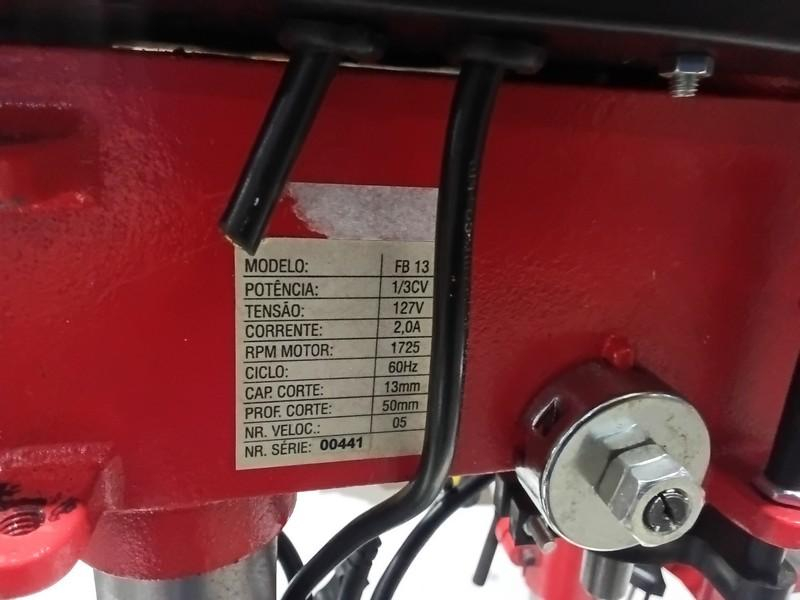 MODELO: FB 13
POTÊNCIA: 1/3CV
TENSÃO: 127V
CORRENTE: 2,0A
RPM MOTOR: 1725
CICLO: 60Hz
CAP. CORTE: 13mm
PROF. CORTE: 50mm
NR. VELOC.: 05
NR. SÉRIE: 00441